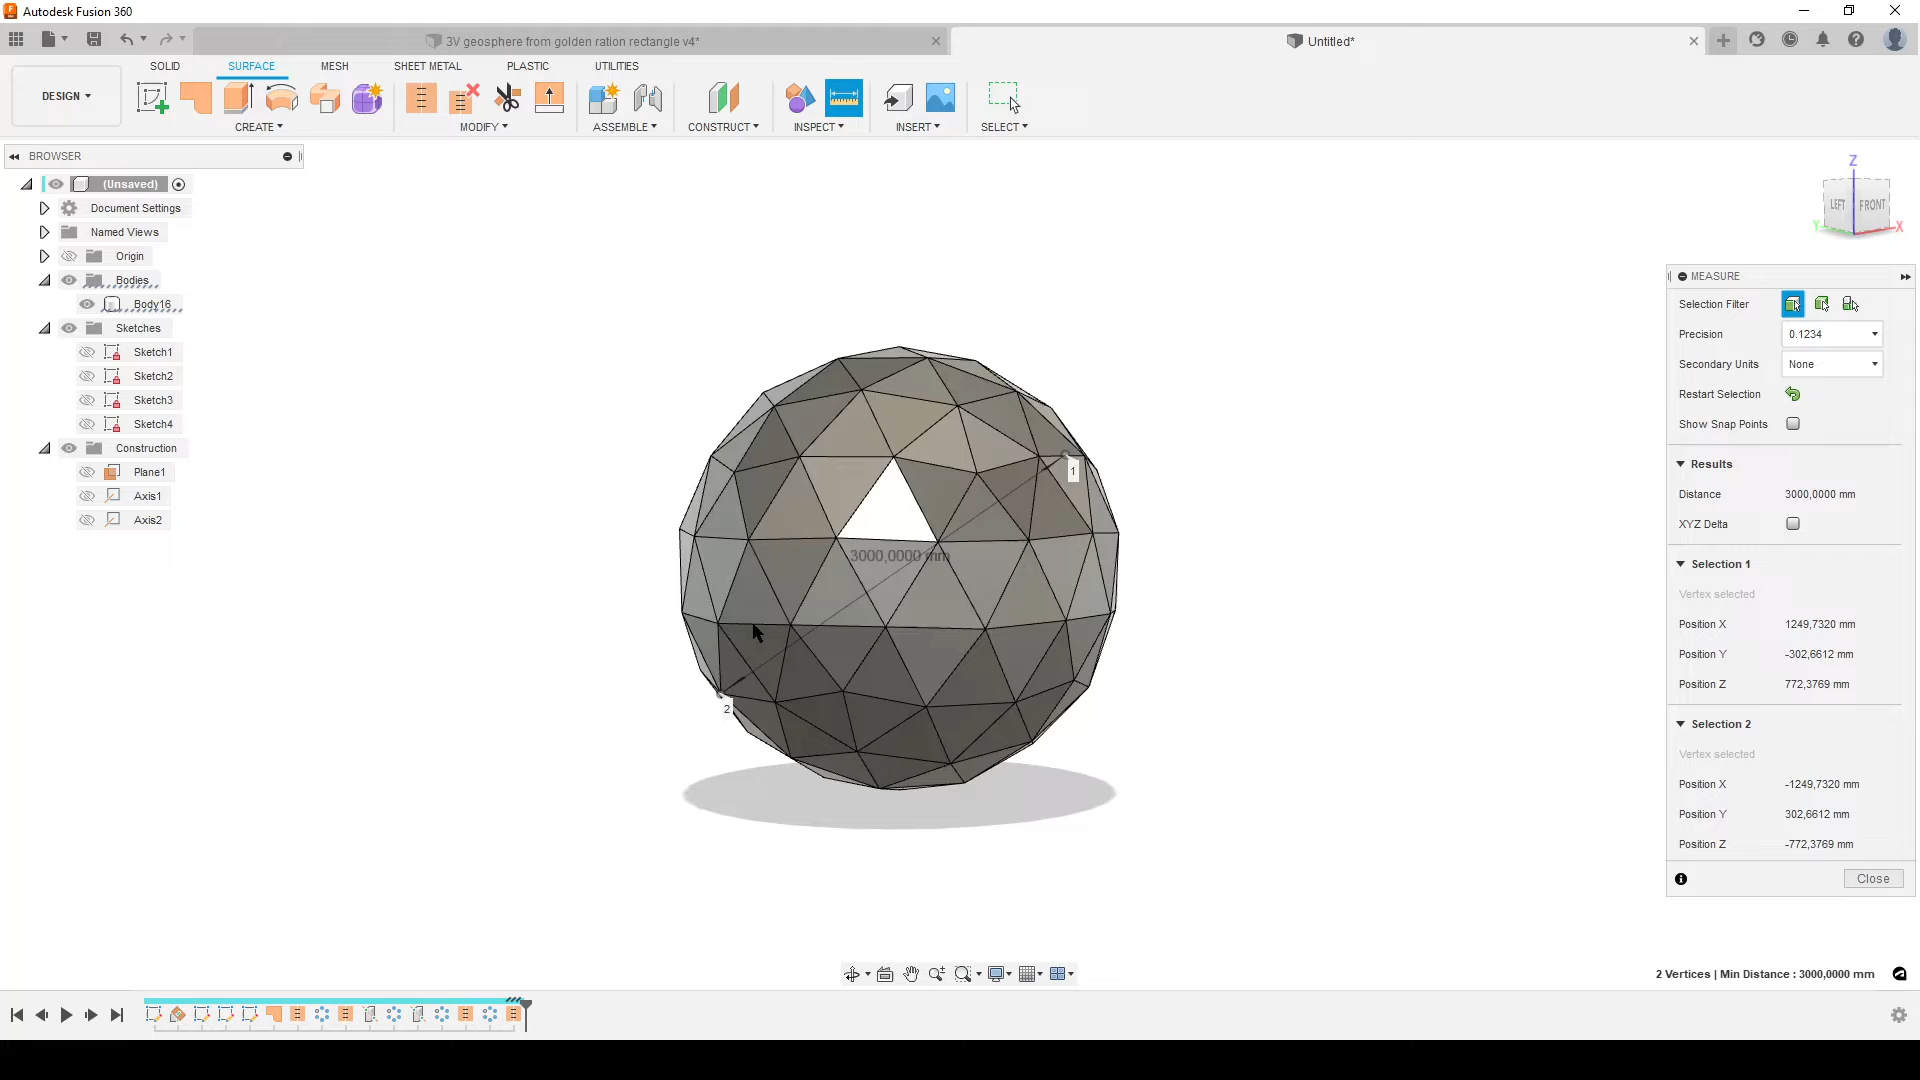 Autodesk Fusion 360
3V geosphere from golden ration rectangle v4*
Untitled*
DESIGN
SOLID
SURFACE
MESH
SHEET METAL
PLASTIC
UTILITIES
CREATE
MODIFY
ASSEMBLE
CONSTRUCT
INSPECT
INSERT
SELECT
BROWSER
(Unsaved)
Document Settings
Named Views
Origin
Bodies
Body16
Sketches
Sketch1
Sketch2
Sketch3
Sketch4
Construction
Plane1
Axis1
Axis2
Z
LEFT
FRONT
Y
X
1
3000,0000 mm
2
MEASURE
Selection Filter
Precision 0.1234
Secondary Units None
Restart Selection
Show Snap Points
Results
Distance 3000,0000 mm
XYZ Delta
Selection 1
Vertex selected
Position X 1249,7320 mm
Position Y -302,6612 mm
Position Z 772,3769 mm
Selection 2
Vertex selected
Position X -1249,7320 mm
Position Y 302,6612 mm
Position Z -772,3769 mm
Close
2 Vertices | Min Distance : 3000,0000 mm